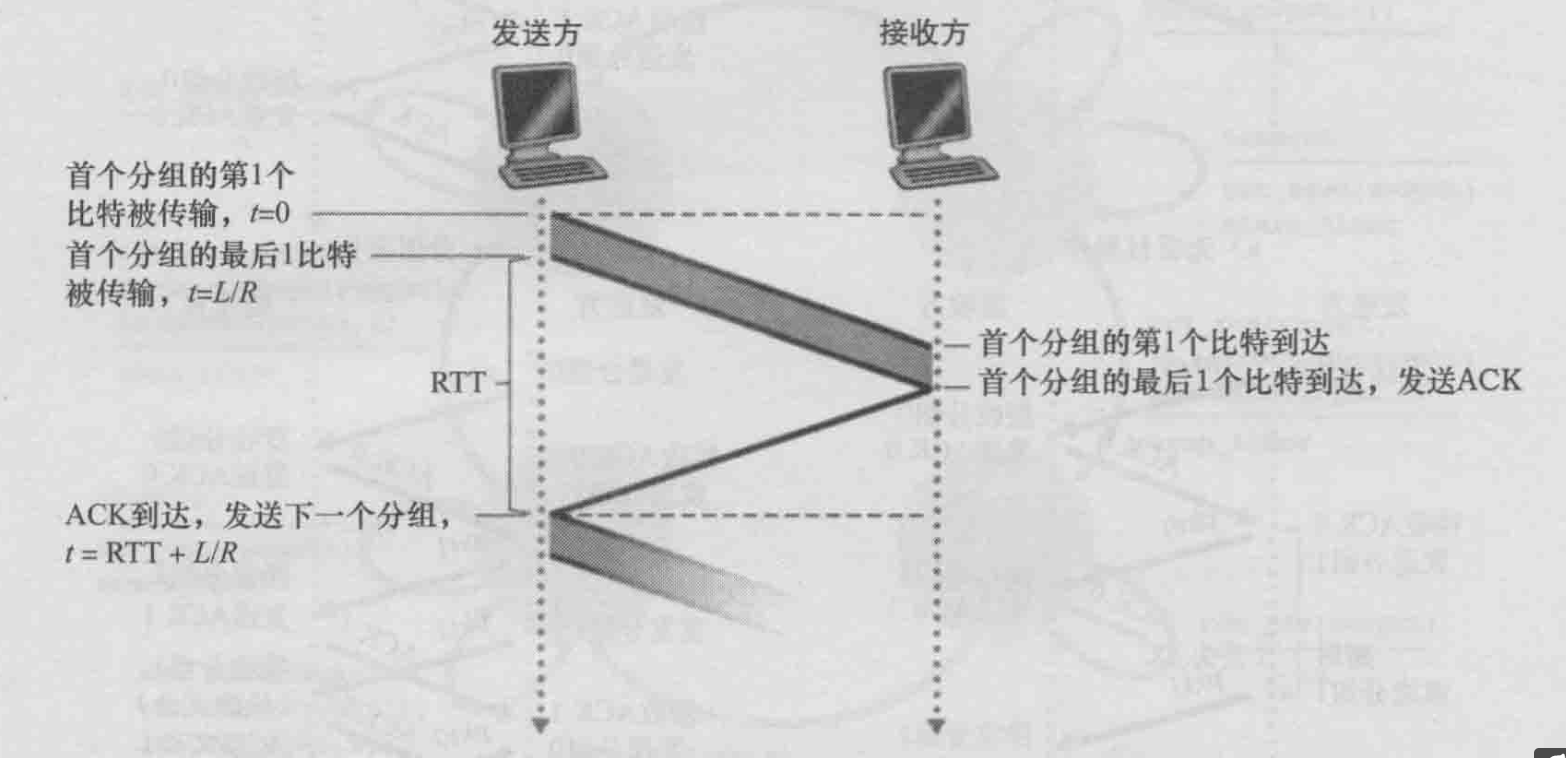 发送方
接收方
首个分组的第1个
比特被传输，t=0
首个分组的最后1比特
被传输，t=L/R
首个分组的第1个比特到达
RTT
首个分组的最后1个比特到达，发送ACK
ACK到达，发送下一个分组，
t = RTT + L/R